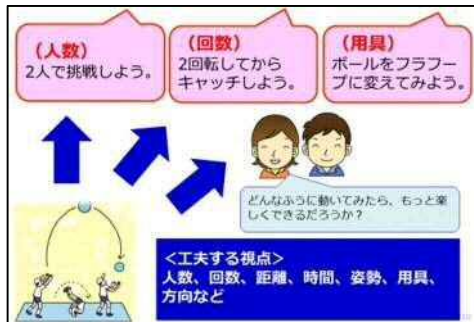 (人数)
2人で挑戦しよう。
(回数)
2回転してから
キャッチしよう。
(用具)
ボールをフラフー
プに変えてみよう。
どんなふうに動いてみたら、もっと楽
しくできるだろうか？
＜工夫する視点＞
人数、回数、距離、時間、姿勢、用具、
方向など